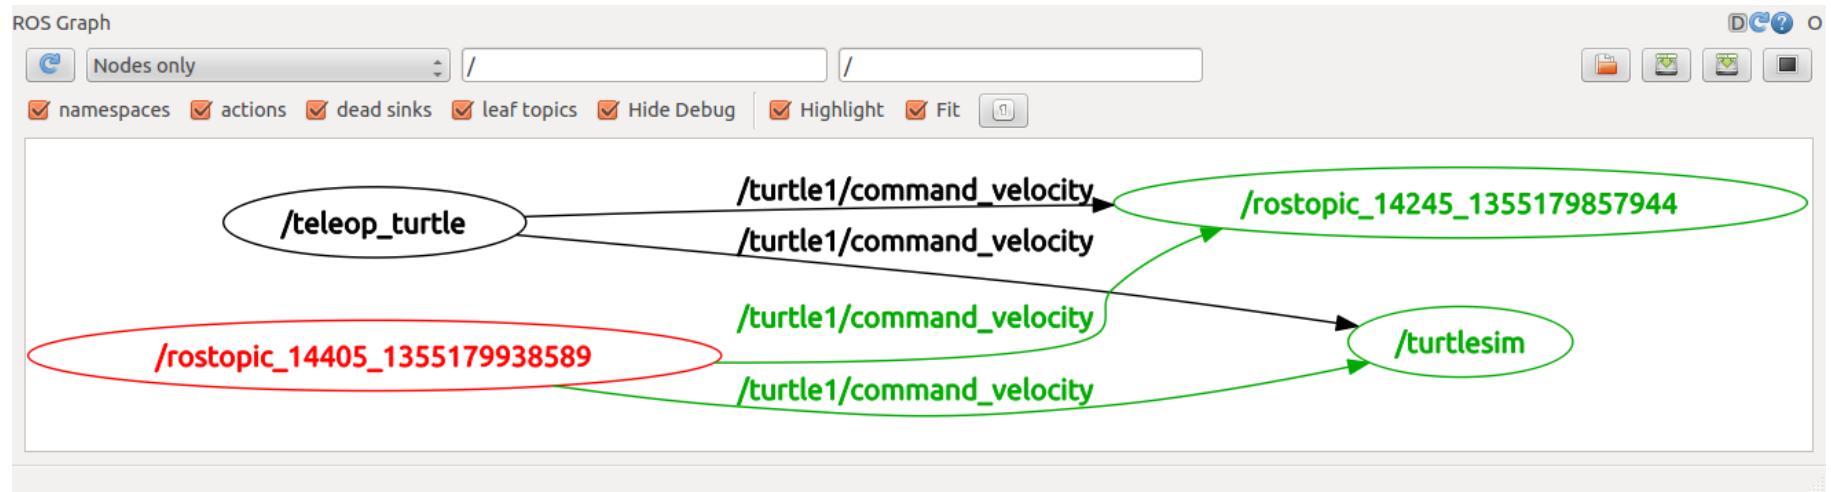 ROS Graph D ? O
Nodes only / /
namespaces actions dead sinks leaf topics Hide Debug Highlight Fit
/turtle1/command_velocity
/rostopic_14245_1355179857944
/teleop_turtle
/turtle1/command_velocity
/turtle1/command_velocity
/turtlesim
/rostopic_14405_1355179938589
/turtle1/command_velocity